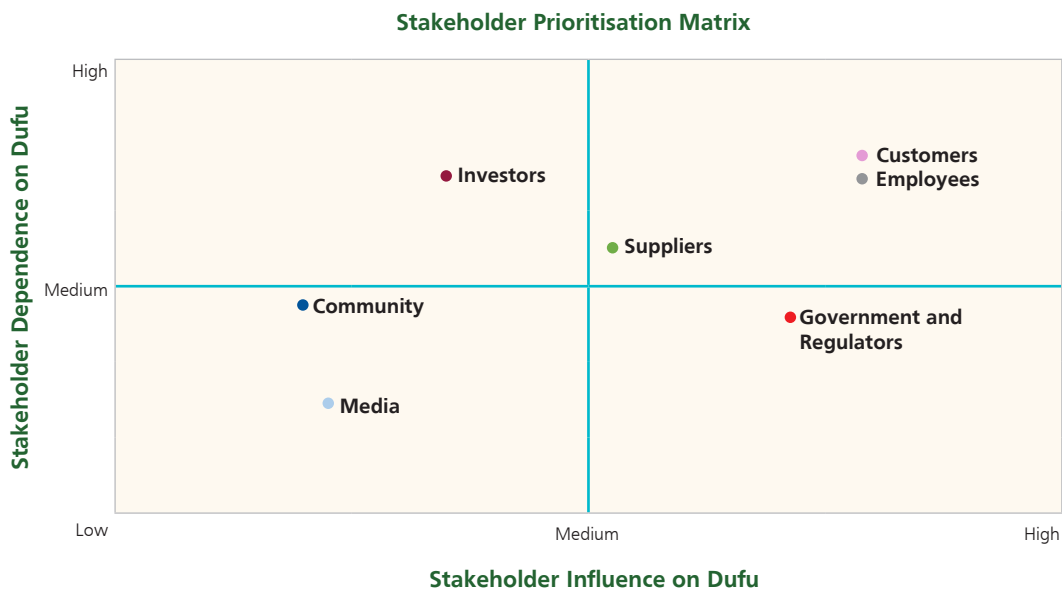 Stakeholder Prioritisation Matrix
High
Stakeholder Dependence on Dufu
Customers
Investors
Employees
Suppliers
Medium
Community
Government and
Regulators
Media
Low
Medium
High
Stakeholder Influence on Dufu